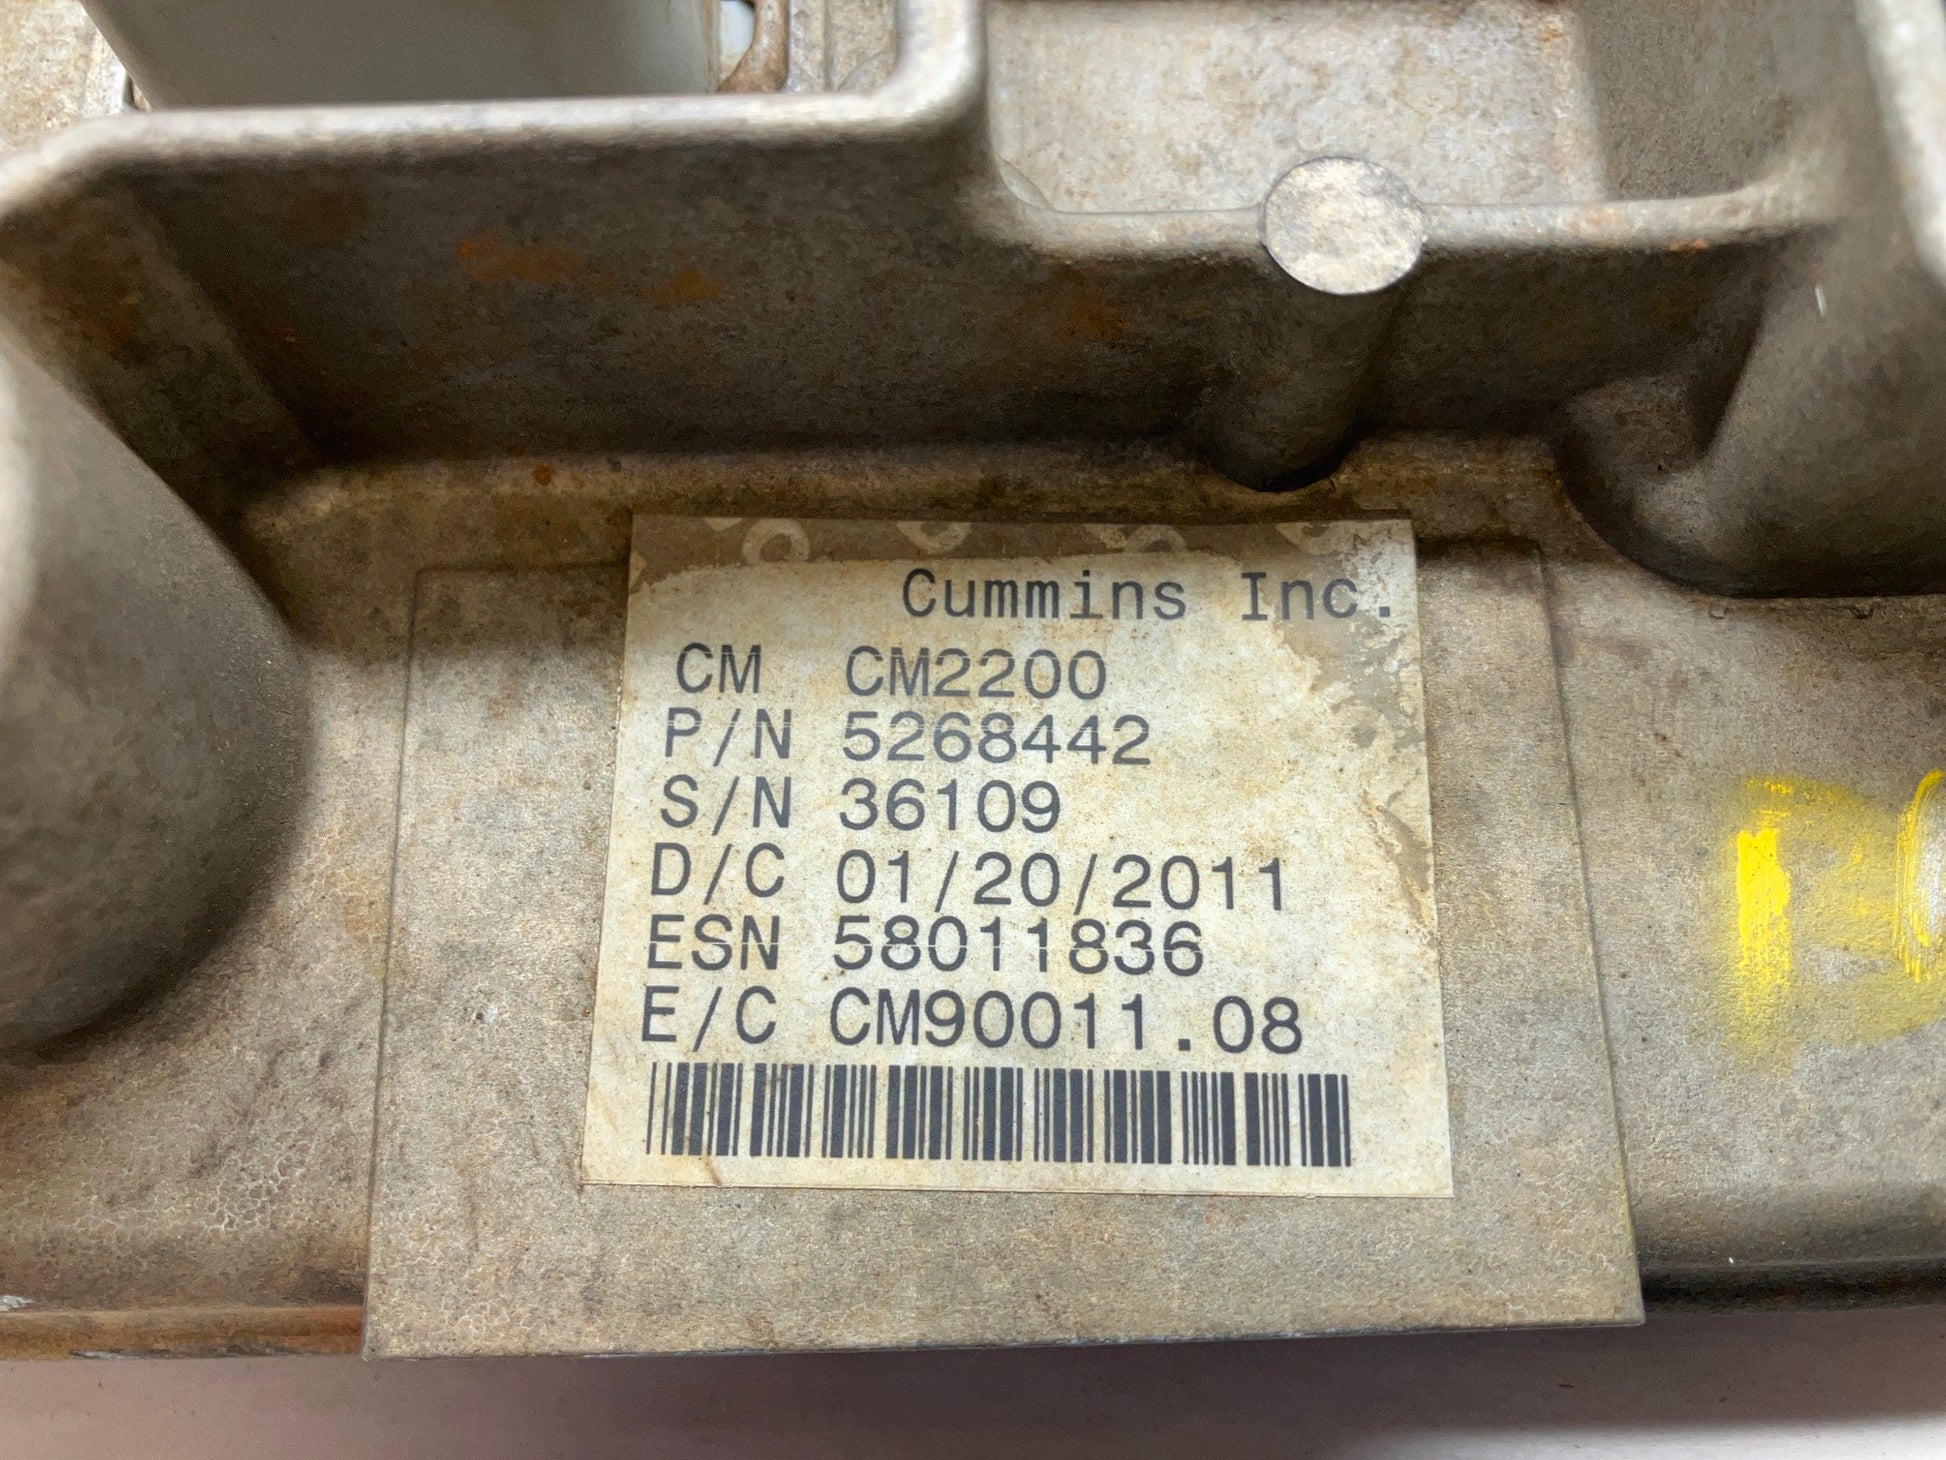 Cummins Inc.
CM CM2200
P/N 5268442
S/N 36109
D/C 01/20/2011
ESN 58011836
E/C CM90011.08